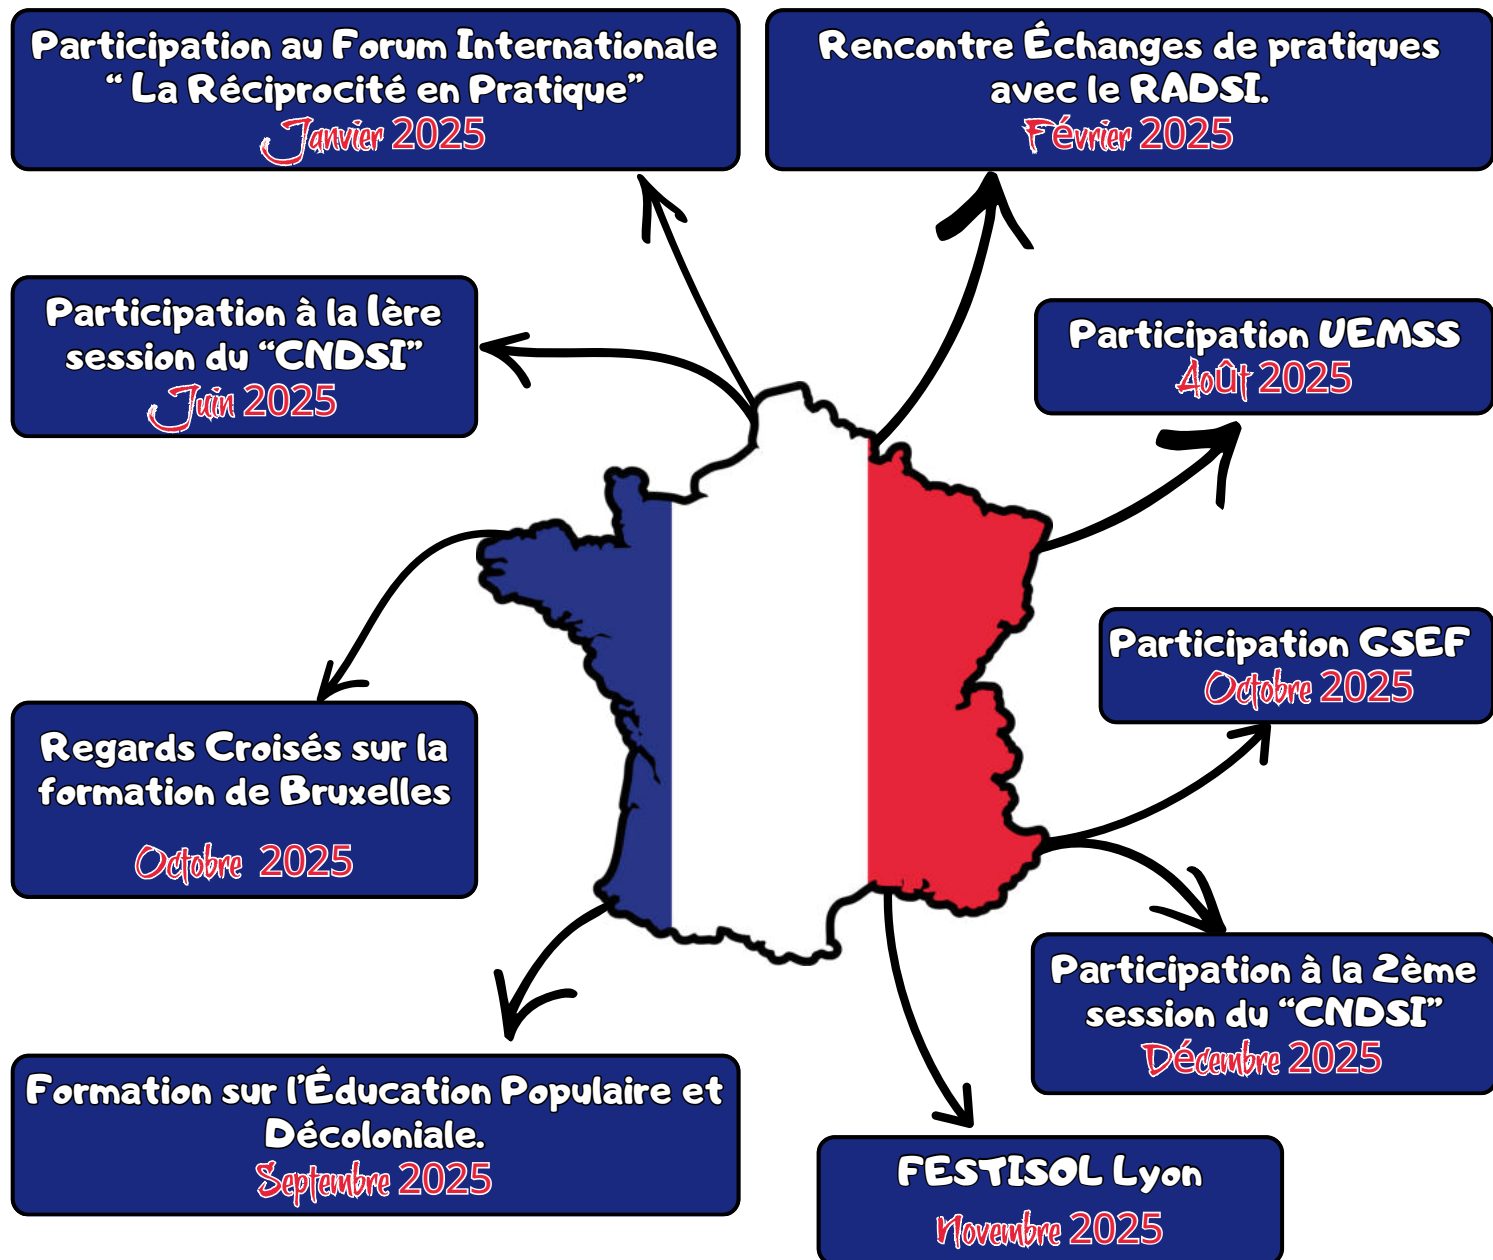 Participation au Forum Internationale
“ La Réciprocité en Pratique”
Janvier 2025
Rencontre Échanges de pratiques
avec le RADSI.
Février 2025
Participation à la 1ère
session du “CNDSI”
Juin 2025
Participation UEMSS
Août 2025
Participation GSEF
Octobre 2025
Regards Croisés sur la
formation de Bruxelles
Octobre 2025
Participation à la 2ème
session du “CNDSI”
Décembre 2025
Formation sur l’Éducation Populaire et
Décoloniale.
Septembre 2025
FESTISOL Lyon
Novembre 2025